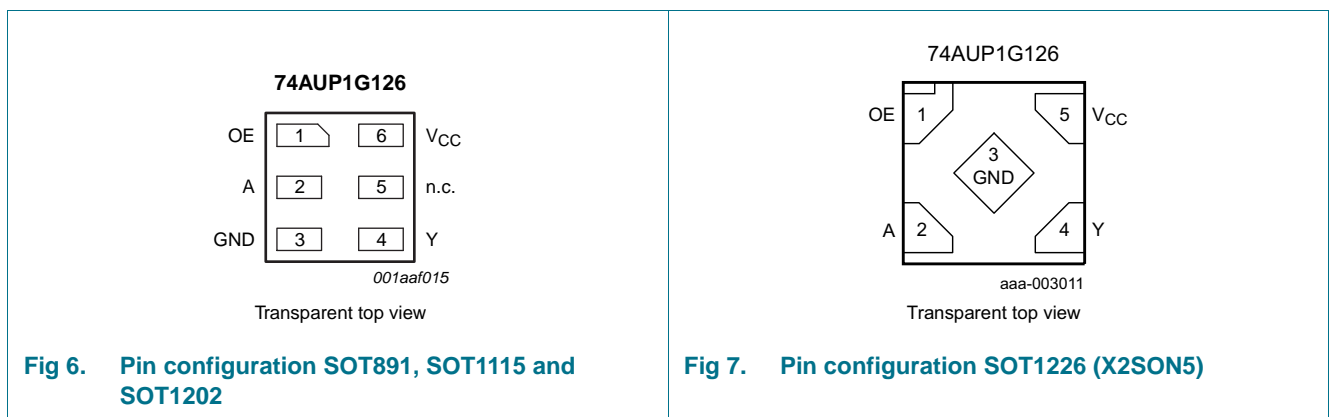 74AUP1G126
OE 1 6 VCC
A 2 5 n.c.
GND 3 4 Y
001aaf015
Transparent top view
Fig 6. Pin configuration SOT891, SOT1115 and
SOT1202
74AUP1G126
OE 1 5 VCC
3
GND
A 2 4 Y
aaa-003011
Transparent top view
Fig 7. Pin configuration SOT1226 (X2SON5)